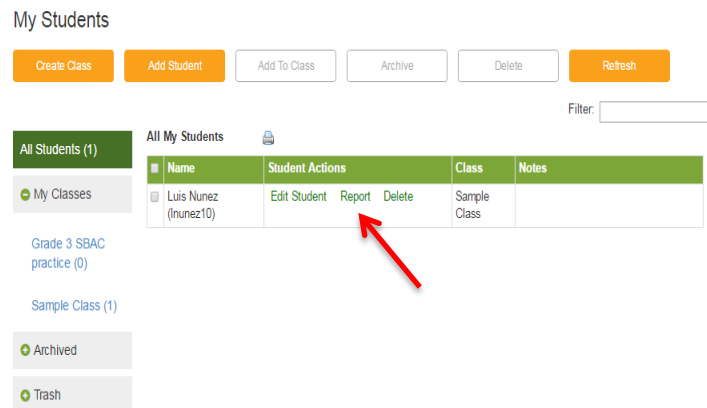 My Students
Create Class Add Student Add To Class Archive Delete Refresh
Filter:
All Students (1)
All My Students
Name Student Actions Class Notes
My Classes
Luis Nunez Edit Student Report Delete Sample
(lnunez10) Class
Grade 3 SBAC
practice (0)
Sample Class (1)
Archived
Trash